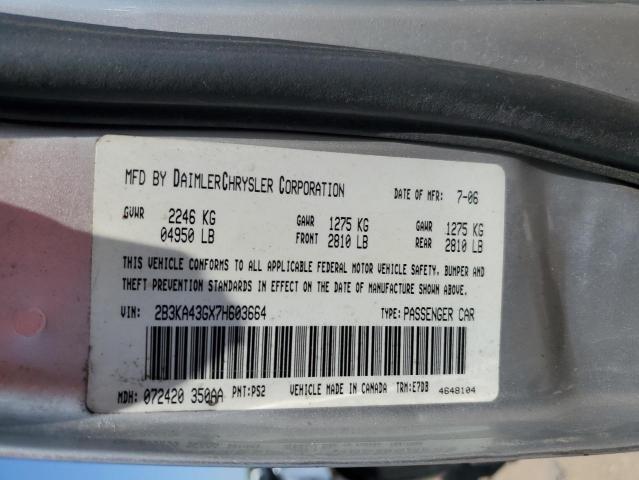 MFD BY DAIMLERCHRYSLER CORPORATION DATE OF MFR: 7-06
GVWR 2246 KG GAWR 1275 KG GAWR 1275 KG
04950 LB FRONT 2810 LB REAR 2810 LB
THIS VEHICLE CONFORMS TO ALL APPLICABLE FEDERAL MOTOR VEHICLE SAFETY, BUMPER AND
THEFT PREVENTION STANDARDS IN EFFECT ON THE DATE OF MANUFACTURE SHOWN ABOVE.
VIN: 2B3KA43GX7H603664 TYPE: PASSENGER CAR
MDH: 072420 350AA PNT:PS2 VEHICLE MADE IN CANADA TRM:E7DB 4648104